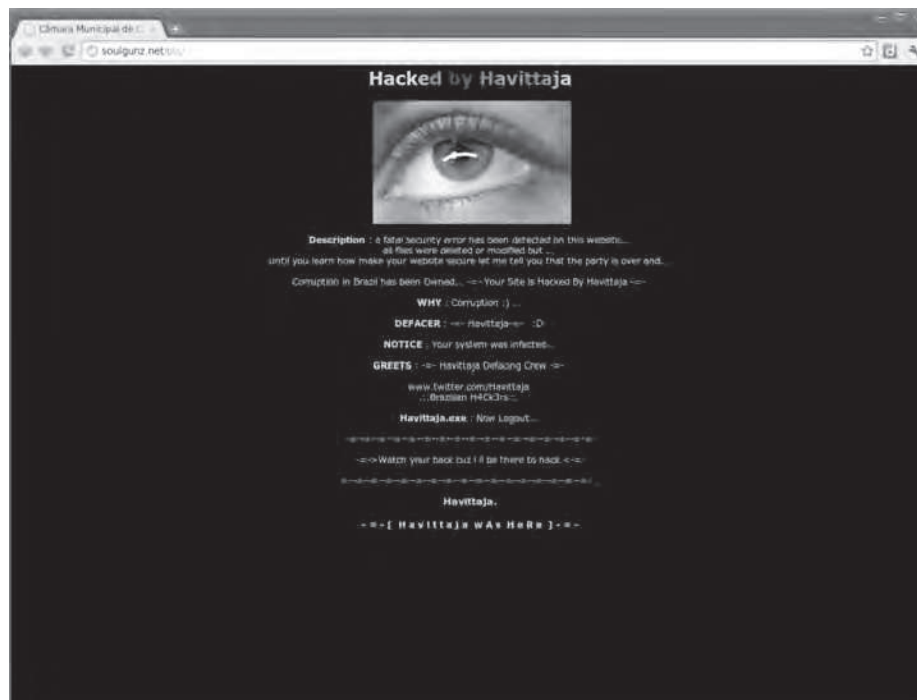 Câmara Municipal de C
soulgunz.net
Hacked by Havittaja
Description : a fatal security error has been detected on this website...
all files were deleted or modified but ...
until you learn how make your website secure let me tell you that the party is over and...
Corruption in Brazil has been Owned... -=- Your Site is Hacked By Havittaja -=-
WHY : Corruption :) ...
DEFACER : -=- Havittaja -=- :D
NOTICE : Your system was infected...
GREETS : -=- Havittaja Defacing Crew -=-
www.twitter.com/Havittaja
.::Brazilian H4Ck3rs::.
Havittaja.exe : Now Logout...
-=-> Watch your back but I ll be there to hack <-=-
Havittaja.
-=-[ Havittaja wAs HeRe ]-=-